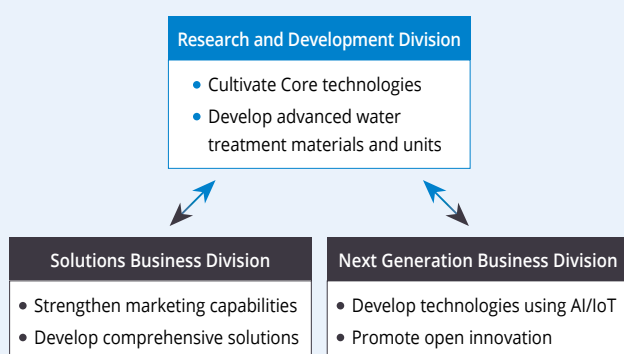 Research and Development Division
• Cultivate Core technologies
• Develop advanced water
treatment materials and units
Solutions Business Division
• Strengthen marketing capabilities
• Develop comprehensive solutions
Next Generation Business Division
• Develop technologies using AI/IoT
• Promote open innovation